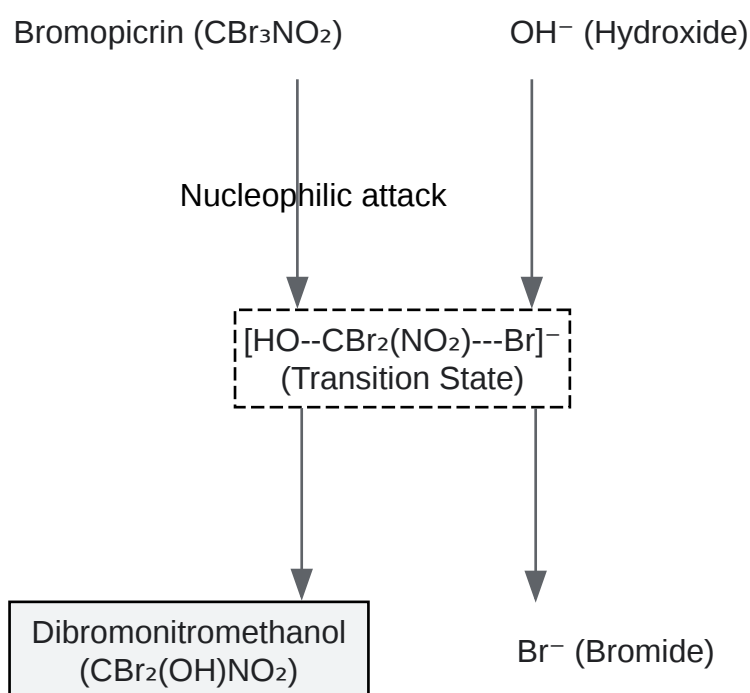 Bromopicrin (CBr₃NO₂)
OH⁻ (Hydroxide)
Nucleophilic attack
[HO--CBr₂(NO₂)---Br]⁻
(Transition State)
Dibromonitromethanol
(CBr₂(OH)NO₂)
Br⁻ (Bromide)